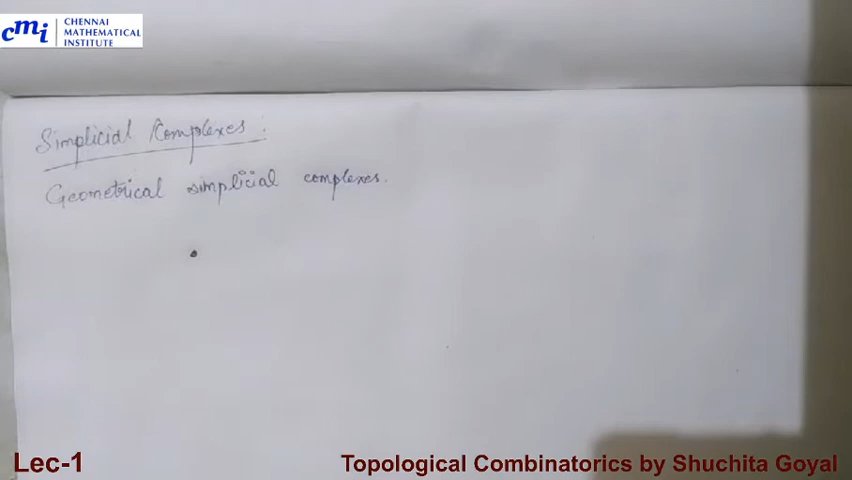 cmi
CHENNAI
MATHEMATICAL
INSTITUTE
Simplicial Complexes :
Geometrical simplicial complexes.
Lec-1
Topological Combinatorics by Shuchita Goyal